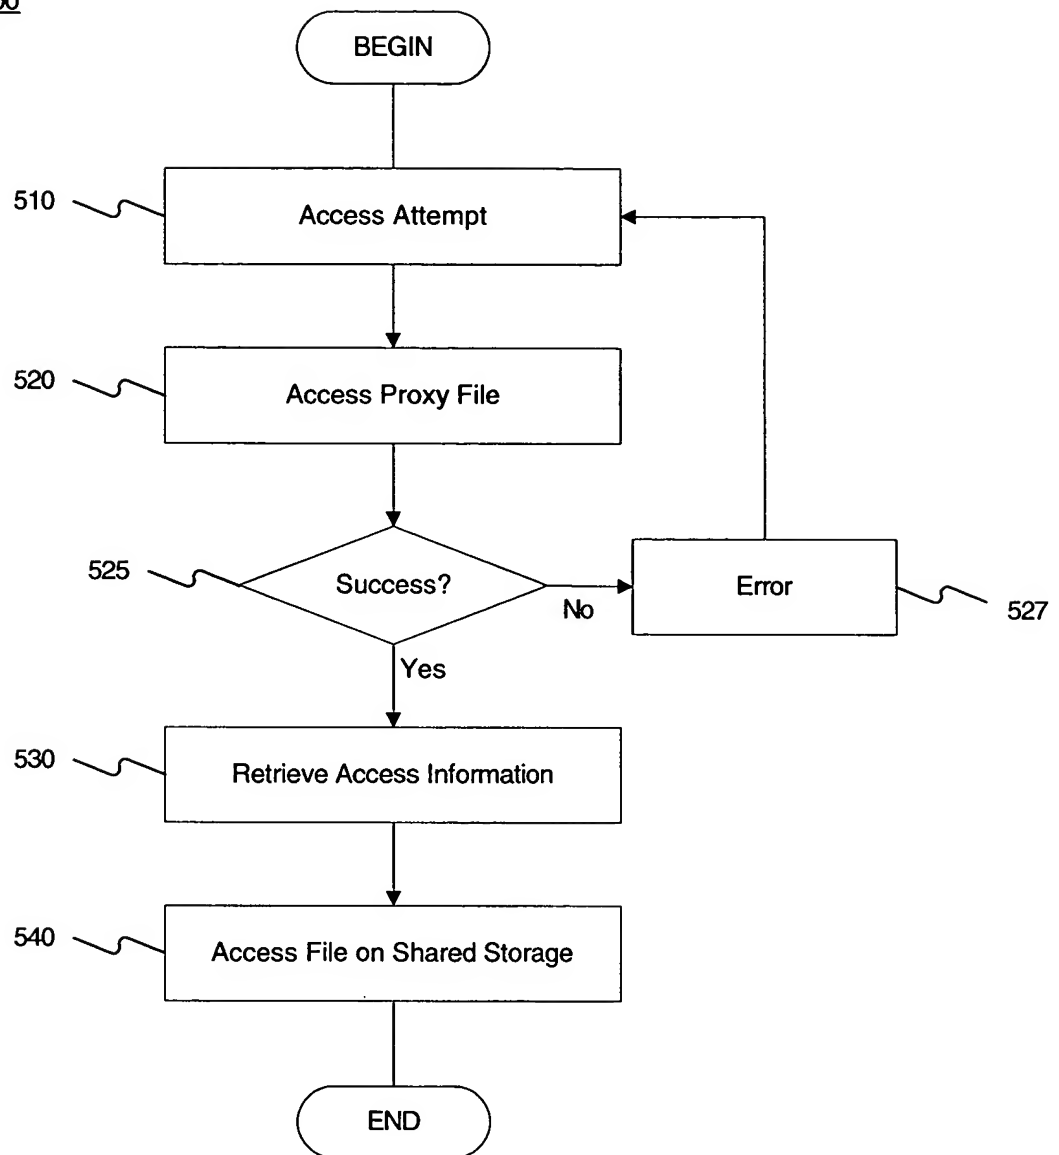 BEGIN
510
Access Attempt
520
Access Proxy File
525
Success?
No
Error
527
Yes
530
Retrieve Access Information
540
Access File on Shared Storage
END